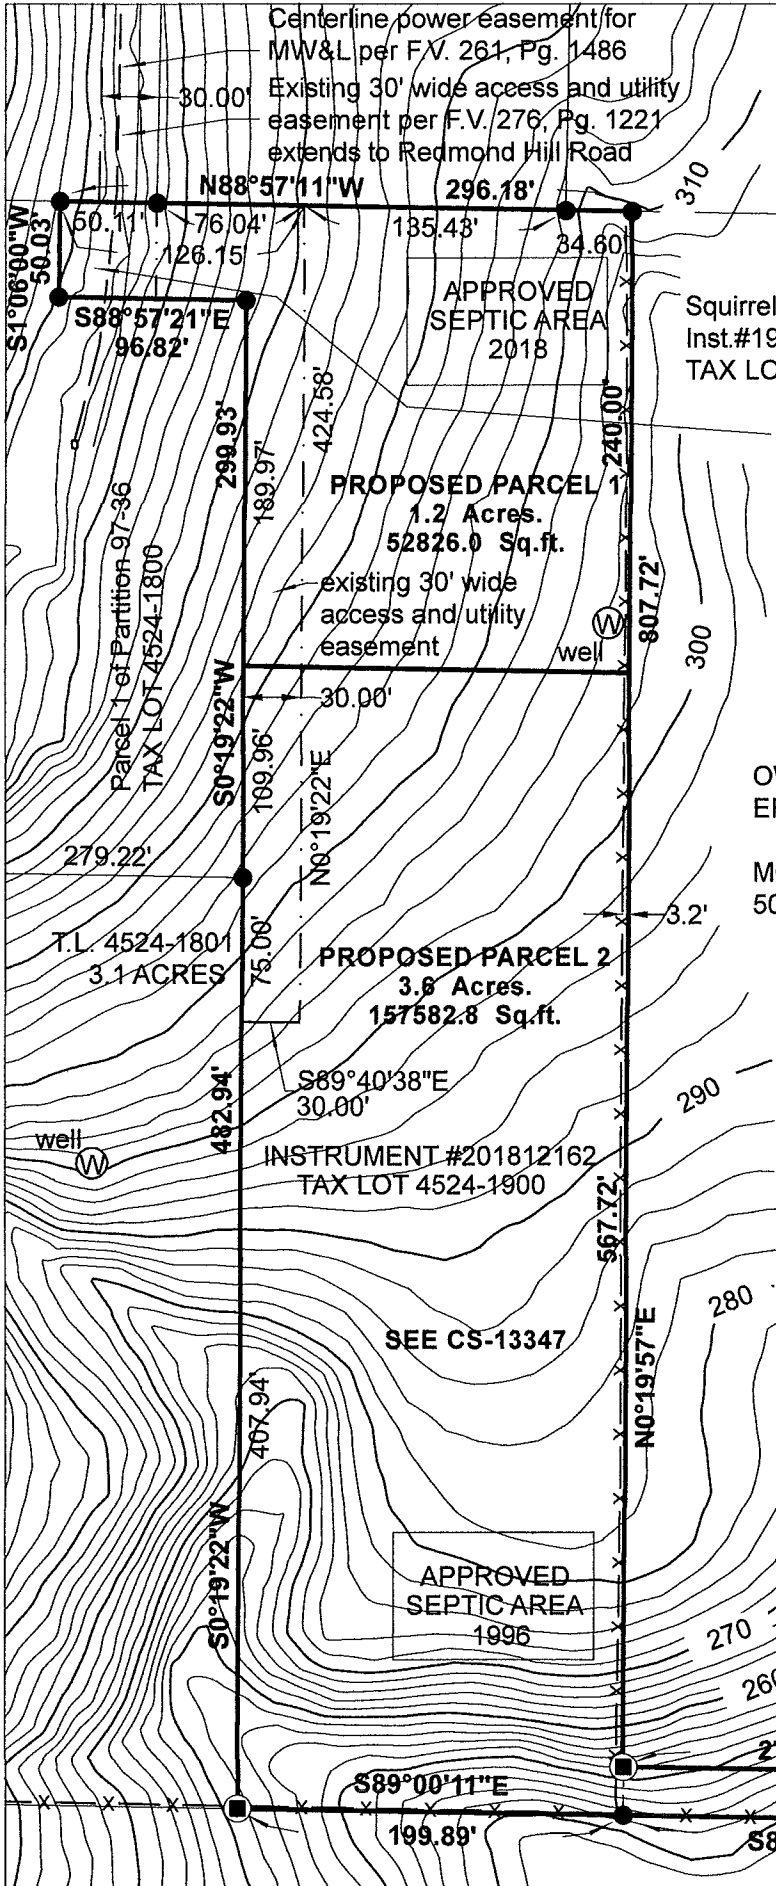 Centerline power easement for
MW&L per F.V. 261, Pg. 1486
30.00'
Existing 30' wide access and utility
easement per F.V. 276, Pg. 1221
extends to Redmond Hill Road
N88°57'11"W
296.18'
310
50.11'
76.04'
135.43'
34.60'
126.15'
S1°06'00"W
50.03'
S88°57'21"E
96.82'
APPROVED
SEPTIC AREA
2018
Squirrel
Inst.#19
TAX LO
299.93'
189.97'
424.58'
240.00'
PROPOSED PARCEL 1
1.2 Acres.
52826.0 Sq.ft.
existing 30' wide
access and utility
easement
W
well
807.72'
300
Parcel 1 of Partition 97-36
TAX LOT 4524-1800
S0°19'22"W
109.96'
30.00'
N0°19'22"E
279.22'
3.2'
T.L. 4524-1801
3.1 ACRES
75.00'
PROPOSED PARCEL 2
3.6 Acres.
157582.8 Sq.ft.
S89°40'38"E
30.00'
482.94'
290
well
W
INSTRUMENT #201812162
TAX LOT 4524-1900
567.72'
280
SEE CS-13347
N0°19'57"E
407.94'
S0°19'22"W
APPROVED
SEPTIC AREA
1996
270
260
S89°00'11"E
199.89'